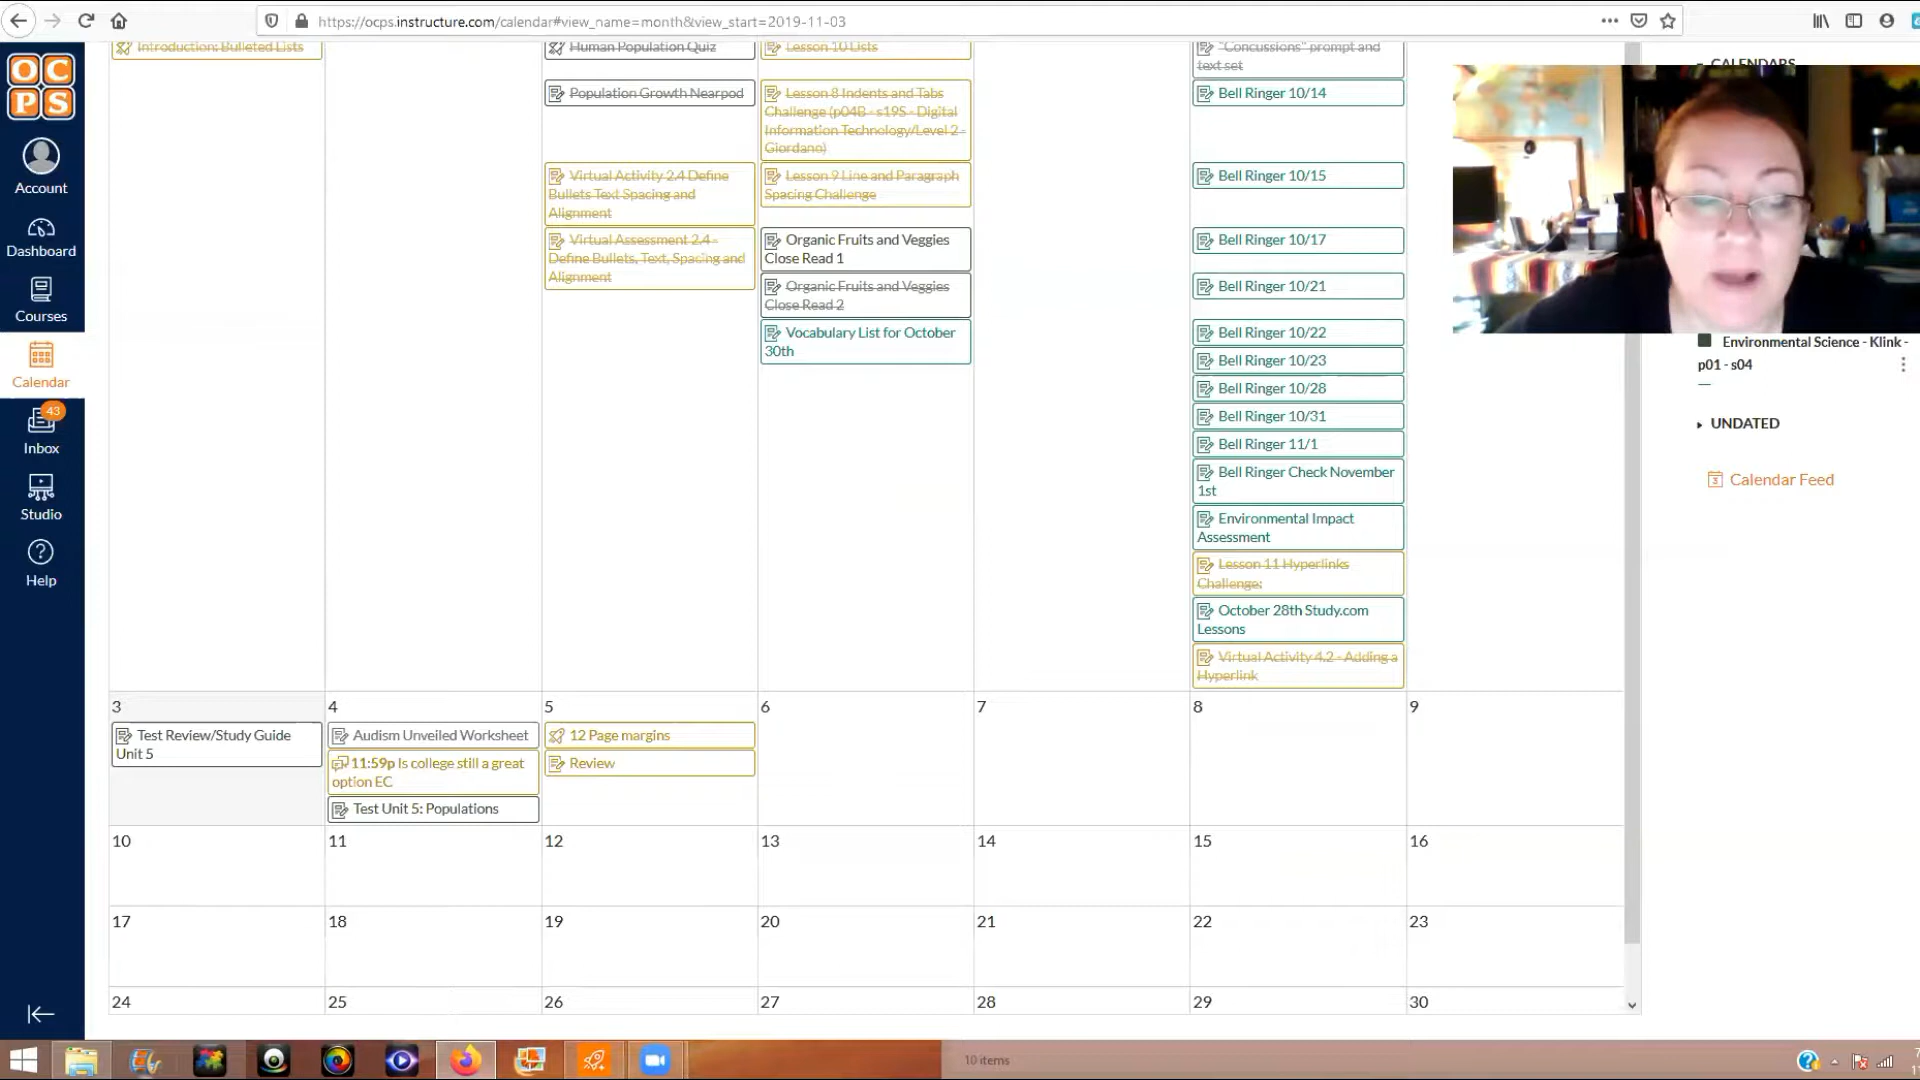 https://ocps.instructure.com/calendar#view_name=month&view_start=2019-11-03
OC
PS
Account
Dashboard
Courses
Calendar
43
Inbox
Studio
Help
Introduction: Bulleted Lists
Human Population Quiz
Population Growth Nearpod
Virtual Activity 2.4 Define
Bullets Text Spacing and
Alignment
Virtual Assessment 2.4 -
Define Bullets, Text, Spacing and
Alignment
Lesson 10 Lists
Lesson 8 Indents and Tabs
Challenge (p04B - s19S - Digital
Information Technology/Level 2 -
Giordano)
Lesson 9 Line and Paragraph
Spacing Challenge
Organic Fruits and Veggies
Close Read 1
Organic Fruits and Veggies
Close Read 2
Vocabulary List for October
30th
"Concussions" prompt and
text set
Bell Ringer 10/14
Bell Ringer 10/15
Bell Ringer 10/17
Bell Ringer 10/21
Bell Ringer 10/22
Bell Ringer 10/23
Bell Ringer 10/28
Bell Ringer 10/31
Bell Ringer 11/1
Bell Ringer Check November
1st
Environmental Impact
Assessment
Lesson 11 Hyperlinks
Challenge:
October 28th Study.com
Lessons
Virtual Activity 4.2 - Adding a
Hyperlink
3
Test Review/Study Guide
Unit 5
4
Audism Unveiled Worksheet
11:59p Is college still a great
option EC
Test Unit 5: Populations
5
12 Page margins
Review
6
7
8
9
10
11
12
13
14
15
16
17
18
19
20
21
22
23
24
25
26
27
28
29
30
CALENDARS
Environmental Science - Klink -
p01 - s04
UNDATED
Calendar Feed
10 items